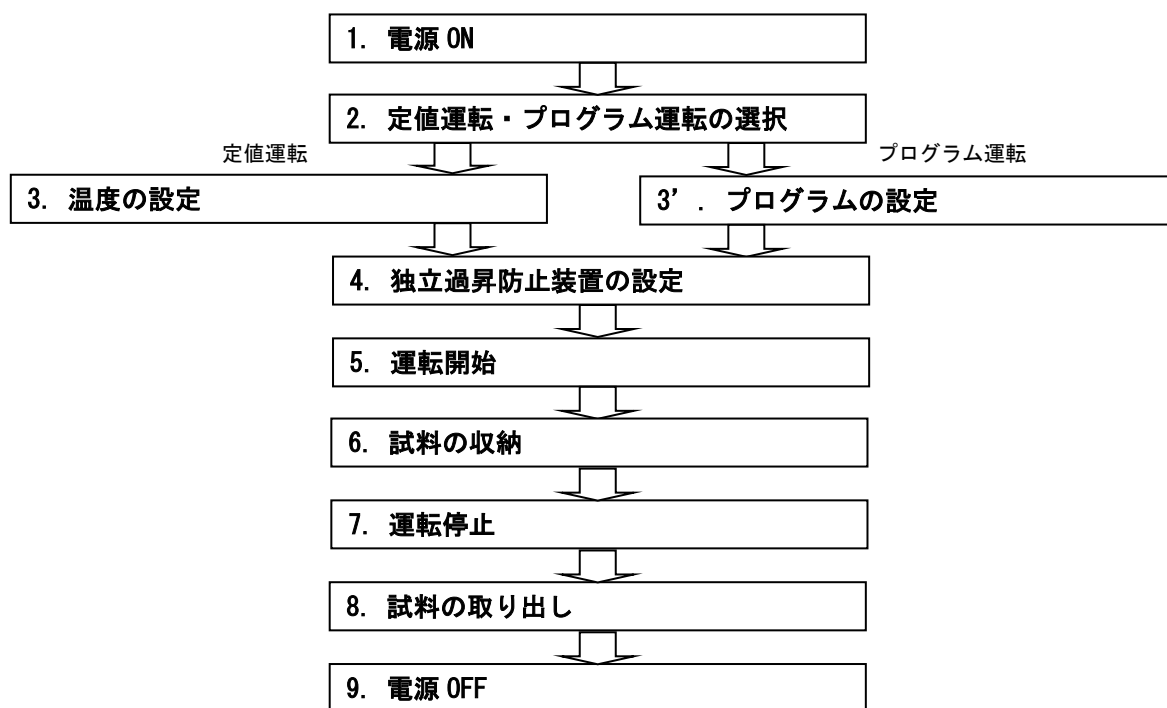 1. 電源 ON
2. 定値運転・プログラム運転の選択
定値運転
プログラム運転
3. 温度の設定
3’. プログラムの設定
4. 独立過昇防止装置の設定
5. 運転開始
6. 試料の収納
7. 運転停止
8. 試料の取り出し
9. 電源 OFF